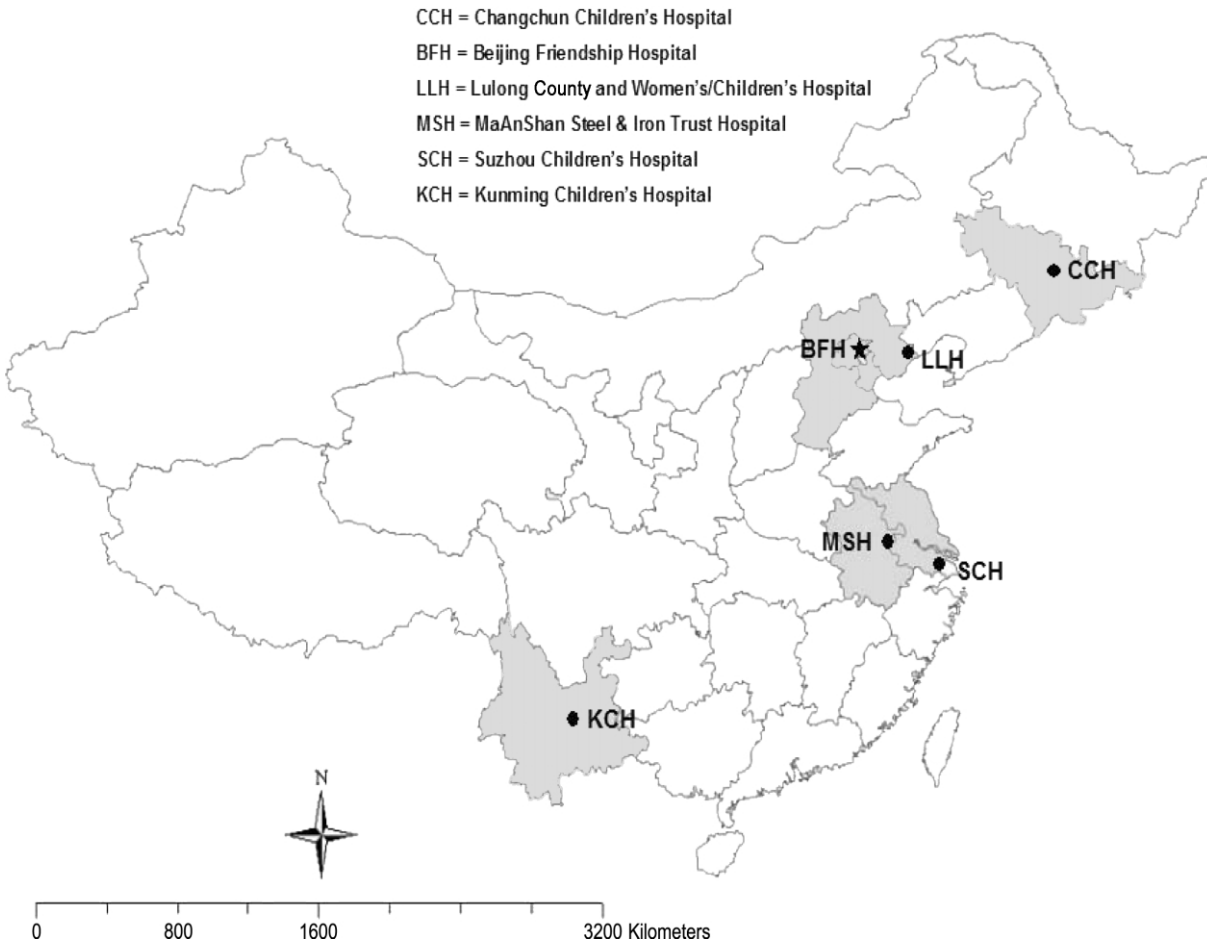 CCH = Changchun Children's Hospital
BFH = Beijing Friendship Hospital
LLH = Lulong County and Women's/Children's Hospital
MSH = MaAnShan Steel & Iron Trust Hospital
SCH = Suzhou Children's Hospital
KCH = Kunming Children's Hospital
CCH
BFH
LLH
MSH
SCH
KCH
N
0 800 1600 3200 Kilometers